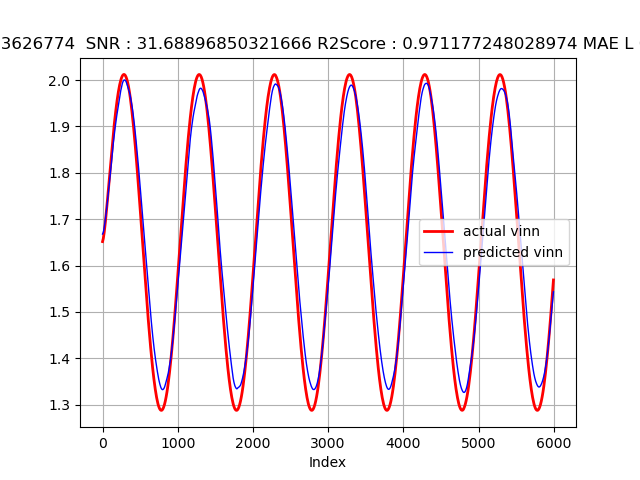 3626774  SNR : 31.68896850321666 R2Score : 0.971177248028974 MAE L
2.0
1.9
1.8
1.7
1.6
1.5
1.4
1.3
actual vinn
predicted vinn
0 1000 2000 3000 4000 5000 6000
Index